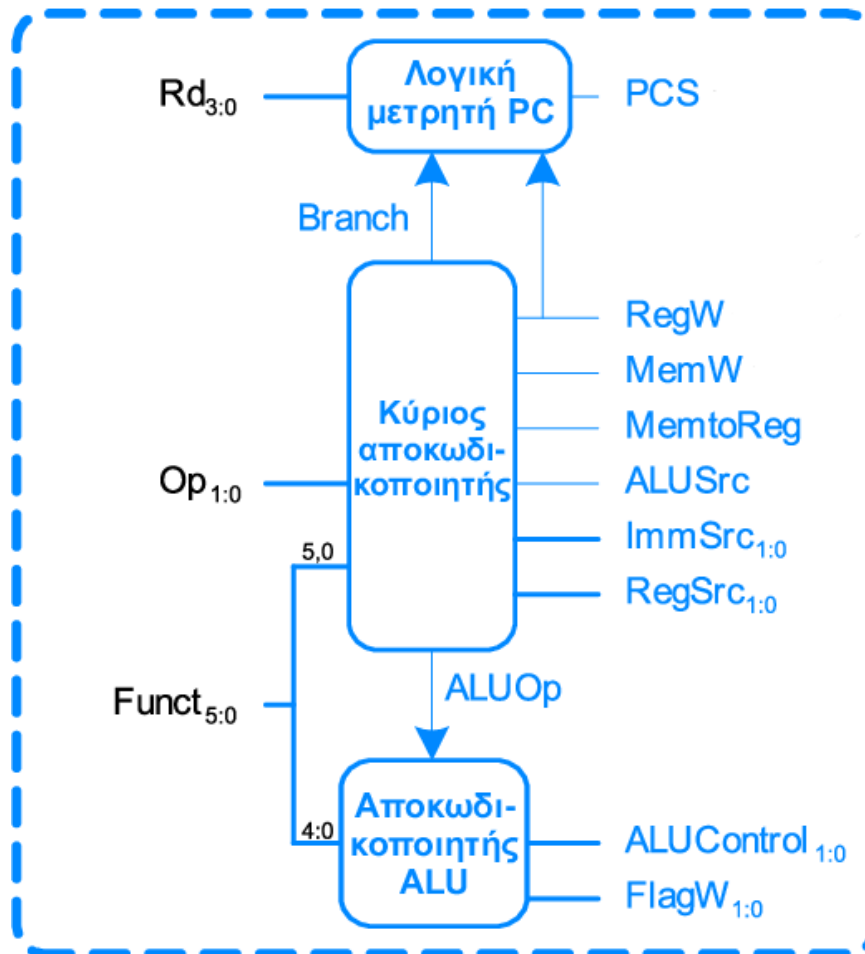 Rd3:0
Λογική
μετρητή PC
PCS
Branch
RegW
MemW
MemtoReg
ALUSrc
ImmSrc1:0
RegSrc1:0
Κύριος
αποκωδι-
κοποιητής
Op1:0
5,0
Funct5:0
ALUOp
4:0
Αποκωδι-
κοποιητής
ALU
ALUControl1:0
FlagW1:0